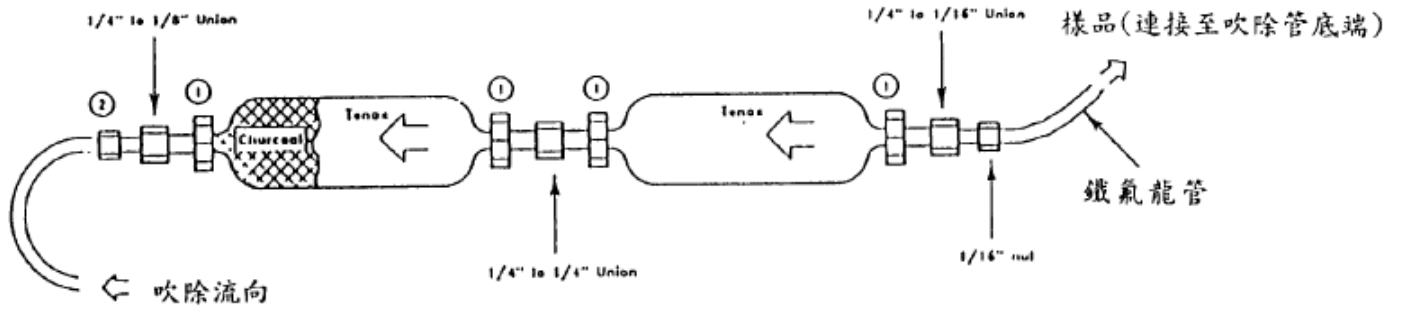 1/4" to 1/8" Union
1/4" to 1/16" Union
樣品(連接至吹除管底端)
②
①
①
①
①
Tenax
Tenax
Charcoal
鐵氟龍管
1/4" to 1/4" Union
1/16" nut
吹除流向